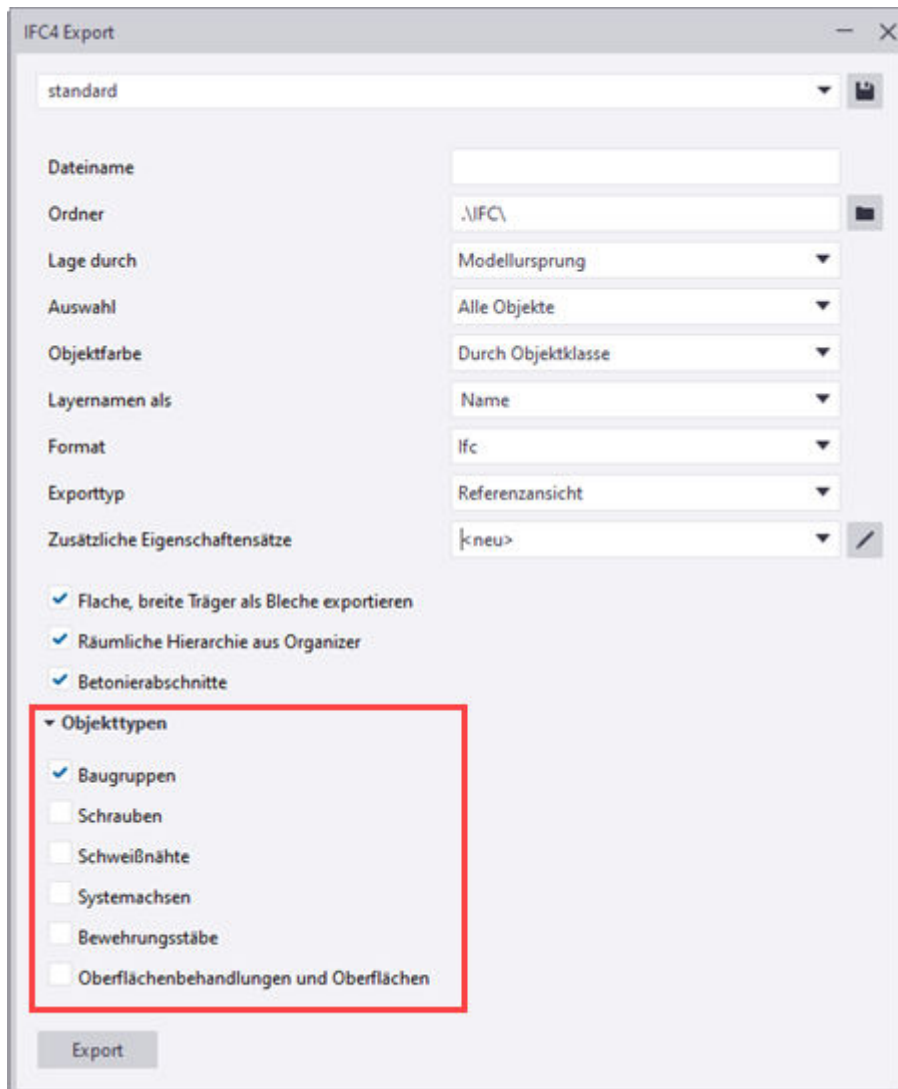 IFC4 Export
standard
Dateiname
Ordner .\IFC\
Lage durch Modellursprung
Auswahl Alle Objekte
Objektfarbe Durch Objektklasse
Layernamen als Name
Format Ifc
Exporttyp Referenzansicht
Zusätzliche Eigenschaftensätze <neu>
Flache, breite Träger als Bleche exportieren
Räumliche Hierarchie aus Organizer
Betonierabschnitte
Objekttypen
Baugruppen
Schrauben
Schweißnähte
Systemachsen
Bewehrungsstäbe
Oberflächenbehandlungen und Oberflächen
Export